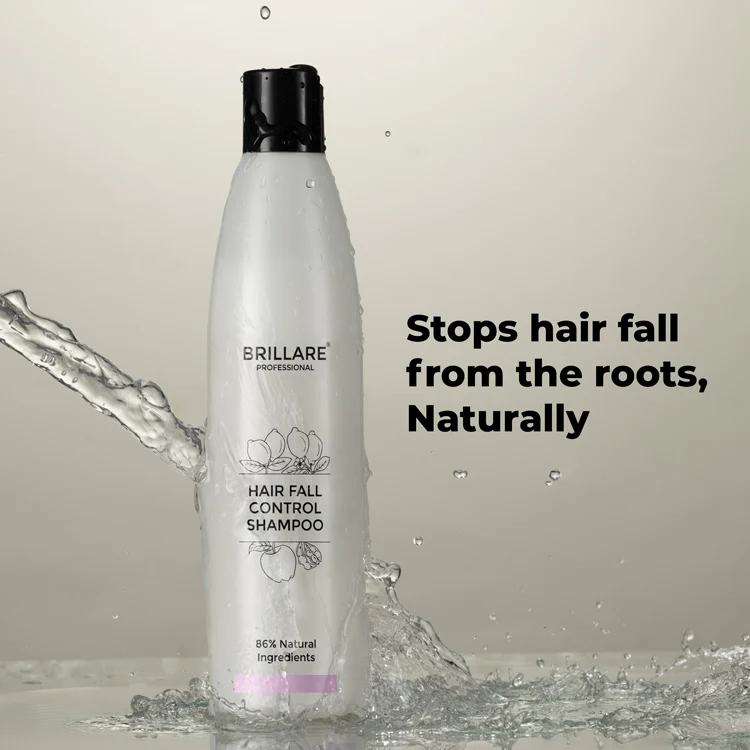 BRILLARE®
PROFESSIONAL
HAIR FALL
CONTROL
SHAMPOO
86% Natural
Ingredients
Stops hair fall
from the roots,
Naturally